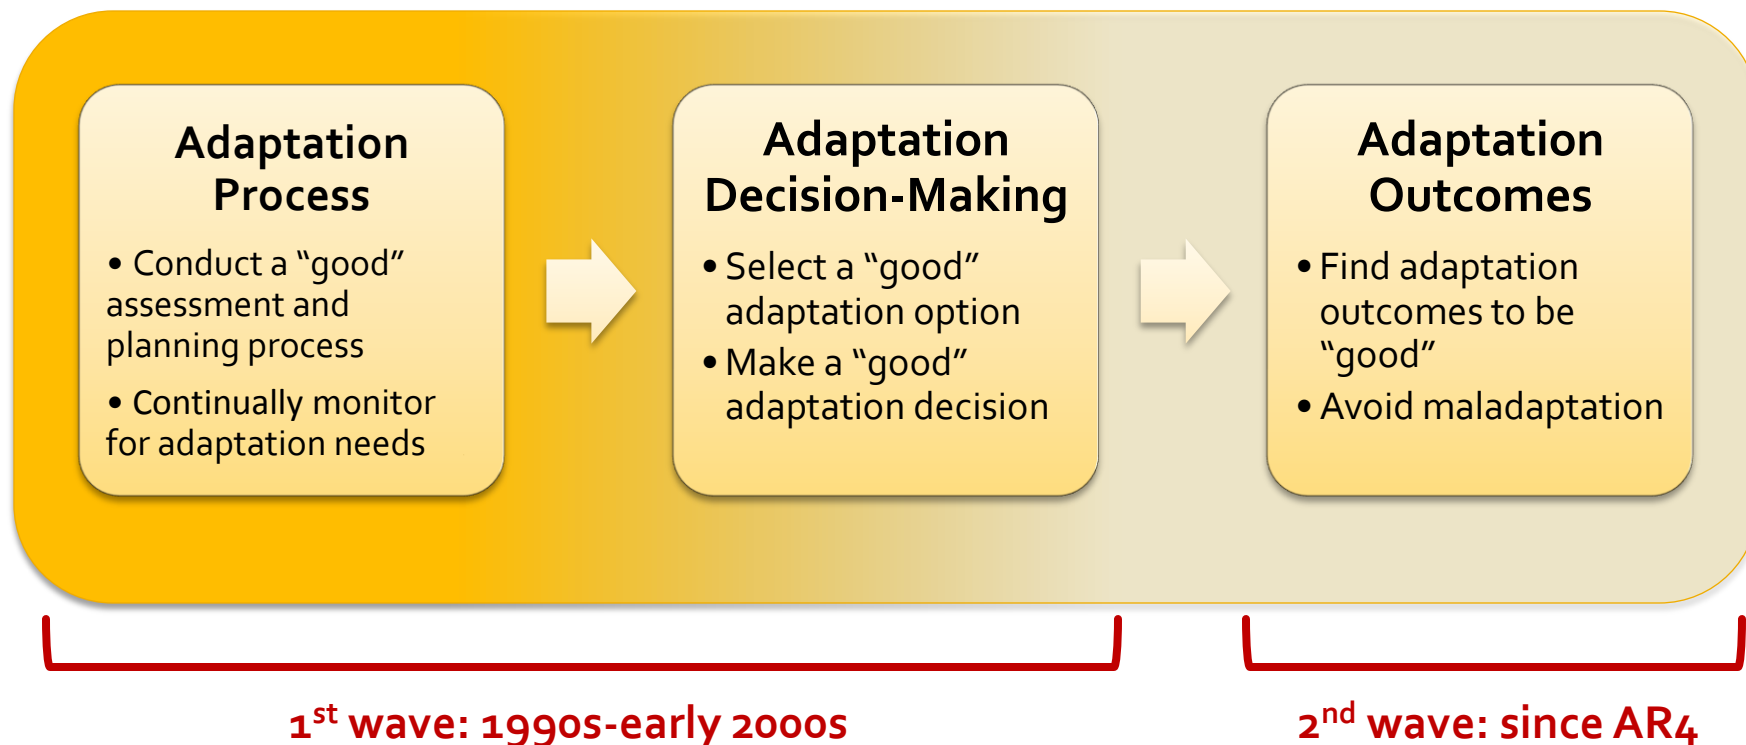 Adaptation
Process
• Conduct a “good”
assessment and
planning process
• Continually monitor
for adaptation needs
Adaptation
Decision-Making
• Select a “good”
adaptation option
• Make a “good”
adaptation decision
Adaptation
Outcomes
• Find adaptation
outcomes to be
“good”
• Avoid maladaptation
1st wave: 1990s-early 2000s
2nd wave: since AR4